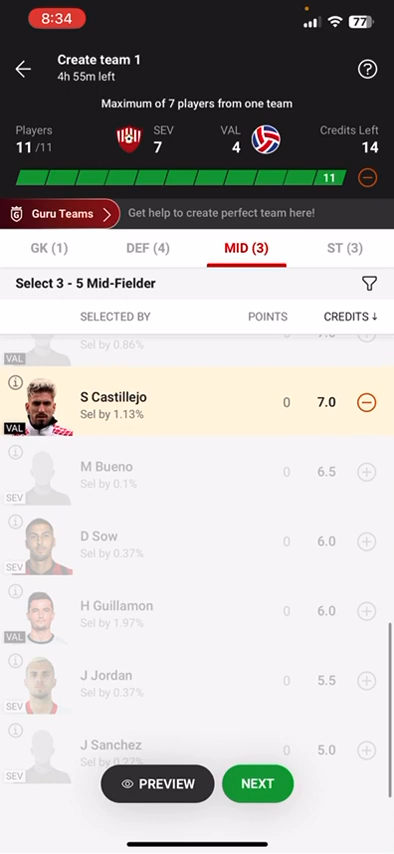 8:34
77
Create team 1
4h 55m left
Maximum of 7 players from one team
Players
SEV
VAL
Credits Left
11/11
7
4
14
11
Guru Teams
Get help to create perfect team here!
GK (1)
DEF (4)
MID (3)
ST (3)
Select 3 - 5 Mid-Fielder
SELECTED BY
POINTS
CREDITS↓
Sel by 0.86%
VAL
S Castillejo
Sel by 1.13%
0
7.0
VAL
M Bueno
Sel by 0.1%
0
6.5
SEV
D Sow
Sel by 0.37%
0
6.0
SEV
H Guillamon
Sel by 1.97%
0
6.0
VAL
J Jordan
Sel by 0.37%
0
5.5
SEV
J Sanchez
0
5.0
SEV
PREVIEW
NEXT